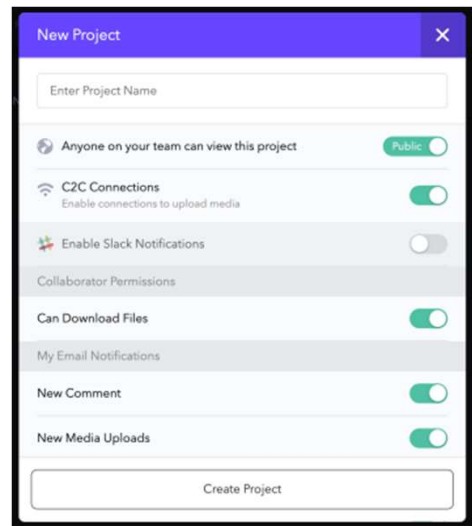 New Project
Enter Project Name
Anyone on your team can view this project
Public
C2C Connections
Enable connections to upload media
Enable Slack Notifications
Collaborator Permissions
Can Download Files
My Email Notifications
New Comment
New Media Uploads
Create Project